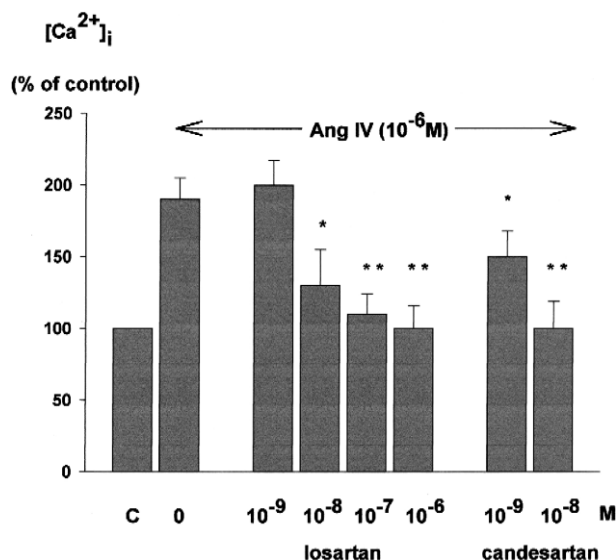 [Ca²⁺]ᵢ
(% of control)
250
Ang IV (10⁻⁶M)
200
*
*
150
** ** **
100
50
0
C 0 10⁻⁹ 10⁻⁸ 10⁻⁷ 10⁻⁶ 10⁻⁹ 10⁻⁸ M
losartan candesartan